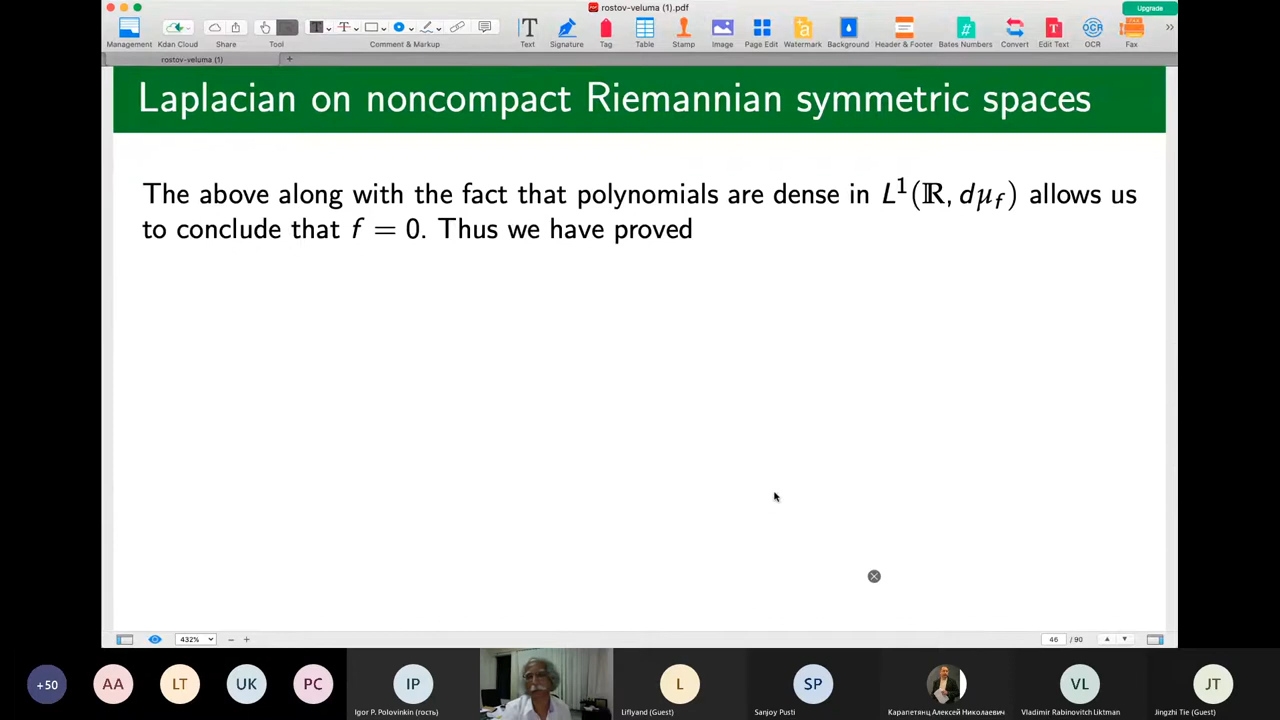 rostov-veluma (1).pdf
Upgrade
Management
Kdan Cloud
Share
Tool
Comment & Markup
Text
Signature
Tag
Table
Stamp
Image
Page Edit
Watermark
Background
Header & Footer
Bates Numbers
Convert
Edit Text
OCR
Fax
rostov-veluma (1)
Laplacian on noncompact Riemannian symmetric spaces
The above along with the fact that polynomials are dense in L¹(ℝ, dμ_f) allows us
to conclude that f = 0. Thus we have proved
432%
46 / 90
+50
AA
LT
UK
PC
IP
L
SP
VL
JT
Igor P. Polovinkin (гость)
Liflyand (Guest)
Sanjoy Pusti
Карапетянц Алексей Николаевич
Vladimir Rabinovitch Liktman
Jingzhi Tie (Guest)